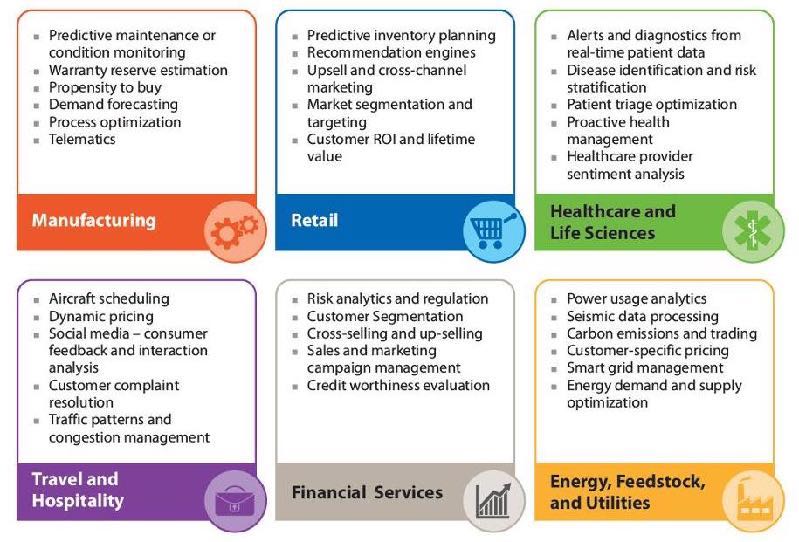 Predictive maintenance or
condition monitoring
Warranty reserve estimation
Propensity to buy
Demand forecasting
Process optimization
Telematics
Manufacturing
Predictive inventory planning
Recommendation engines
Upsell and cross-channel
marketing
Market segmentation and
targeting
Customer ROI and lifetime
value
Retail
Alerts and diagnostics from
real-time patient data
Disease identification and risk
stratification
Patient triage optimization
Proactive health
management
Healthcare provider
sentiment analysis
Healthcare and
Life Sciences
Aircraft scheduling
Dynamic pricing
Social media – consumer
feedback and interaction
analysis
Customer complaint
resolution
Traffic patterns and
congestion management
Travel and
Hospitality
Risk analytics and regulation
Customer Segmentation
Cross-selling and up-selling
Sales and marketing
campaign management
Credit worthiness evaluation
Financial Services
Power usage analytics
Seismic data processing
Carbon emissions and trading
Customer-specific pricing
Smart grid management
Energy demand and supply
optimization
Energy, Feedstock,
and Utilities